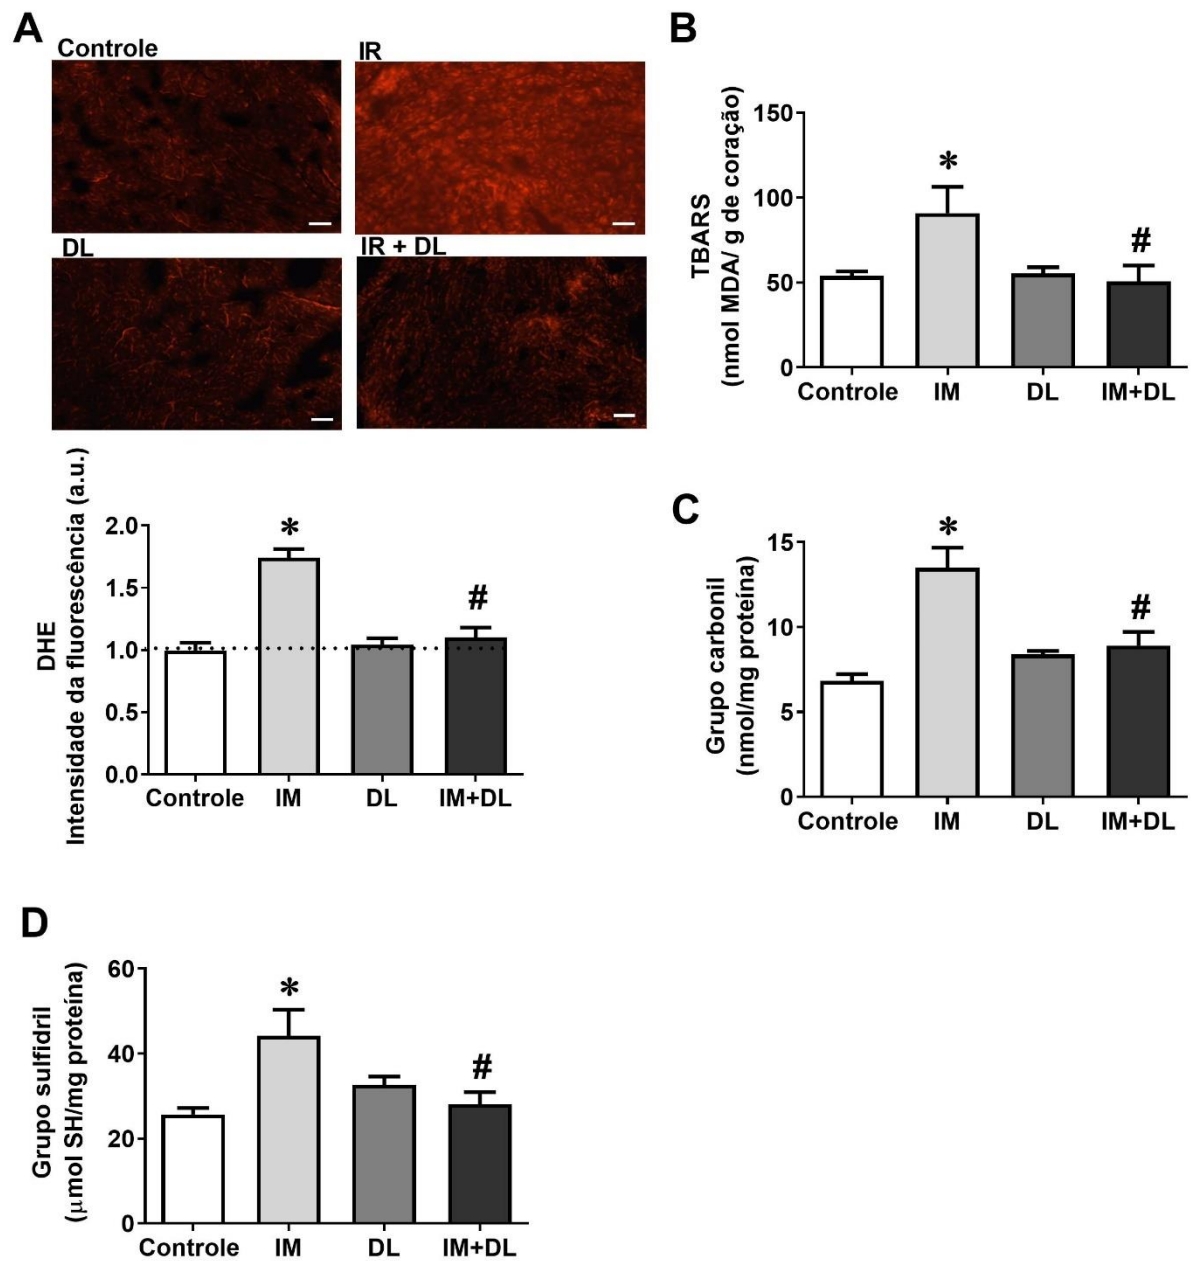 A
Controle
IR
DL
IR + DL
DHE
Intensidade da fluorescência (a.u.)
2.0
1.5
1.0
0.5
0.0
*
#
Controle IM DL IM+DL
B
TBARS
(nmol MDA/ g de coração)
150
100
50
0
*
#
Controle IM DL IM+DL
C
Grupo carbonil
(nmol/mg proteína)
15
10
5
0
*
#
Controle IM DL IM+DL
D
Grupo sulfidril
(μmol SH/mg proteína)
60
40
20
0
*
#
Controle IM DL IM+DL